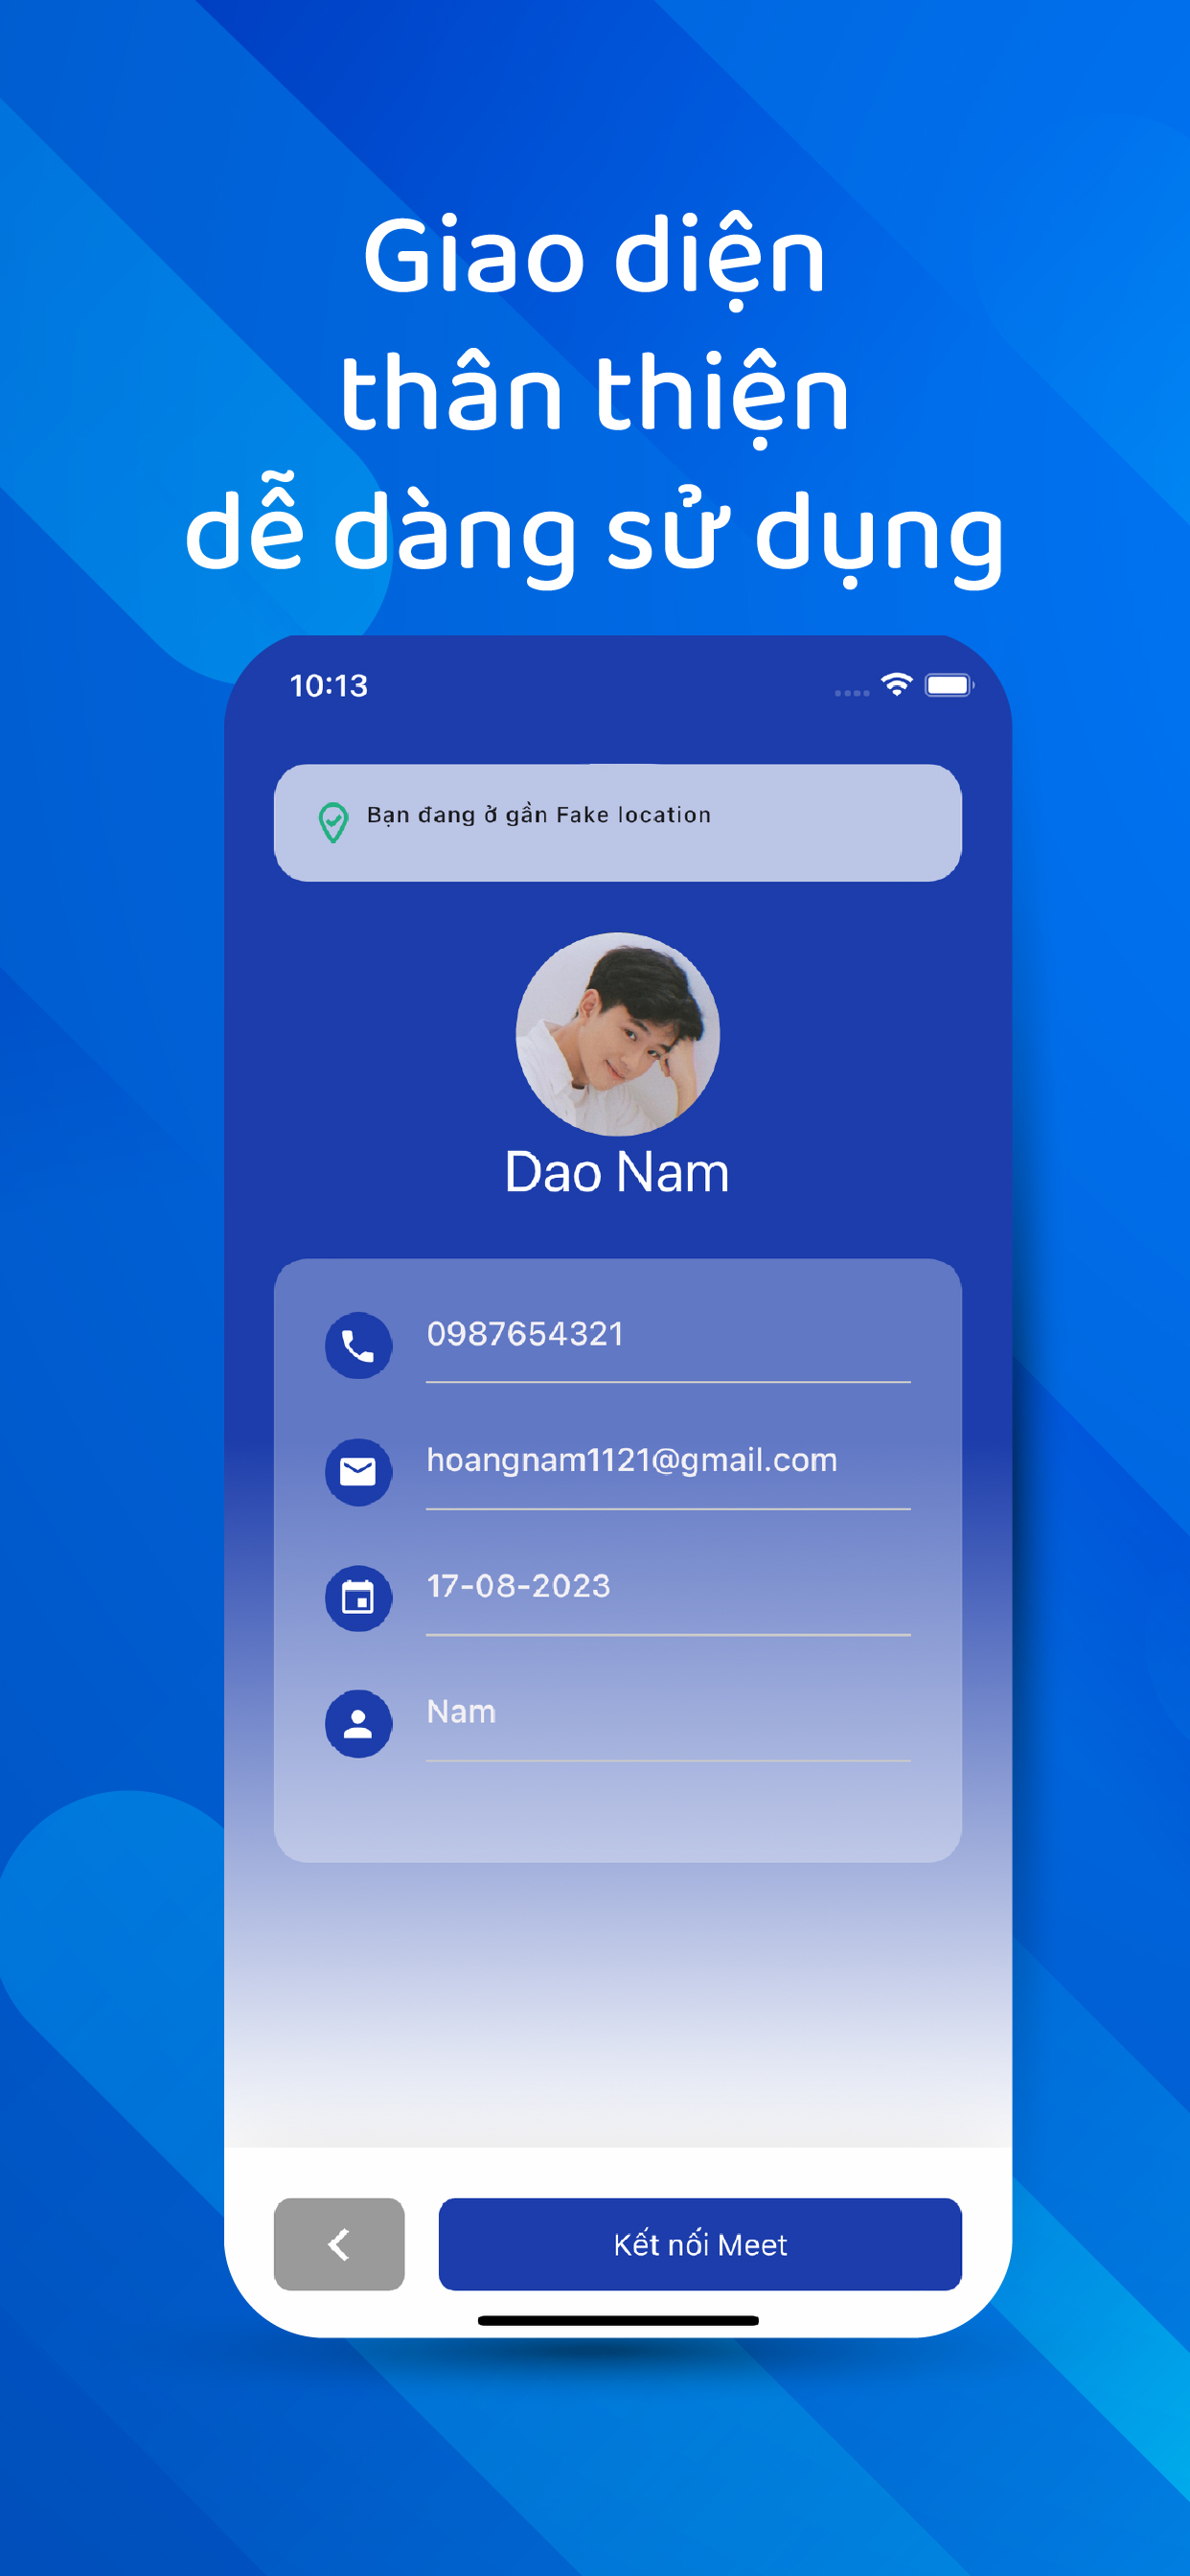 Giao diện
thân thiện
dễ dàng sử dụng
10:13
Bạn đang ở gần Fake location
Dao Nam
0987654321
hoangnam1121@gmail.com
17-08-2023
Nam
Kết nối Meet